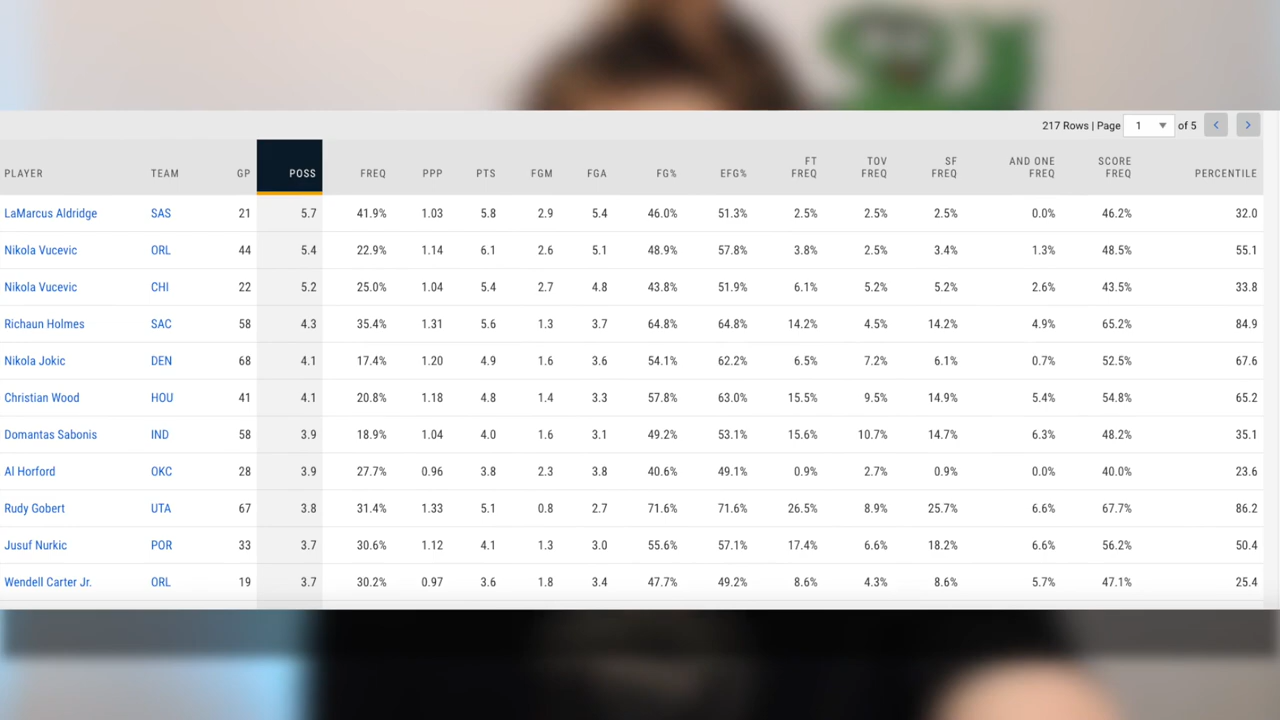 217 Rows | Page 1 of 5
PLAYER TEAM GP POSS FREQ PPP PTS FGM FGA FG% EFG% FT FREQ TOV FREQ SF FREQ AND ONE FREQ SCORE FREQ PERCENTILE
LaMarcus Aldridge SAS 21 5.7 41.9% 1.03 5.8 2.9 5.4 46.0% 51.3% 2.5% 2.5% 2.5% 0.0% 46.2% 32.0
Nikola Vucevic ORL 44 5.4 22.9% 1.14 6.1 2.6 5.1 48.9% 57.8% 3.8% 2.5% 3.4% 1.3% 48.5% 55.1
Nikola Vucevic CHI 22 5.2 25.0% 1.04 5.4 2.7 4.8 43.8% 51.9% 6.1% 5.2% 5.2% 2.6% 43.5% 33.8
Richaun Holmes SAC 58 4.3 35.4% 1.31 5.6 1.3 3.7 64.8% 64.8% 14.2% 4.5% 14.2% 4.9% 65.2% 84.9
Nikola Jokic DEN 68 4.1 17.4% 1.20 4.9 1.6 3.6 54.1% 62.2% 6.5% 7.2% 6.1% 0.7% 52.5% 67.6
Christian Wood HOU 41 4.1 20.8% 1.18 4.8 1.4 3.3 57.8% 63.0% 15.5% 9.5% 14.9% 5.4% 54.8% 65.2
Domantas Sabonis IND 58 3.9 18.9% 1.04 4.0 1.6 3.1 49.2% 53.1% 15.6% 10.7% 14.7% 6.3% 48.2% 35.1
Al Horford OKC 28 3.9 27.7% 0.96 3.8 2.3 3.8 40.6% 49.1% 0.9% 2.7% 0.9% 0.0% 40.0% 23.6
Rudy Gobert UTA 67 3.8 31.4% 1.33 5.1 0.8 2.7 71.6% 71.6% 26.5% 8.9% 25.7% 6.6% 67.7% 86.2
Jusuf Nurkic POR 33 3.7 30.6% 1.12 4.1 1.3 3.0 55.6% 57.1% 17.4% 6.6% 18.2% 6.6% 56.2% 50.4
Wendell Carter Jr. ORL 19 3.7 30.2% 0.97 3.6 1.8 3.4 47.7% 49.2% 8.6% 4.3% 8.6% 5.7% 47.1% 25.4